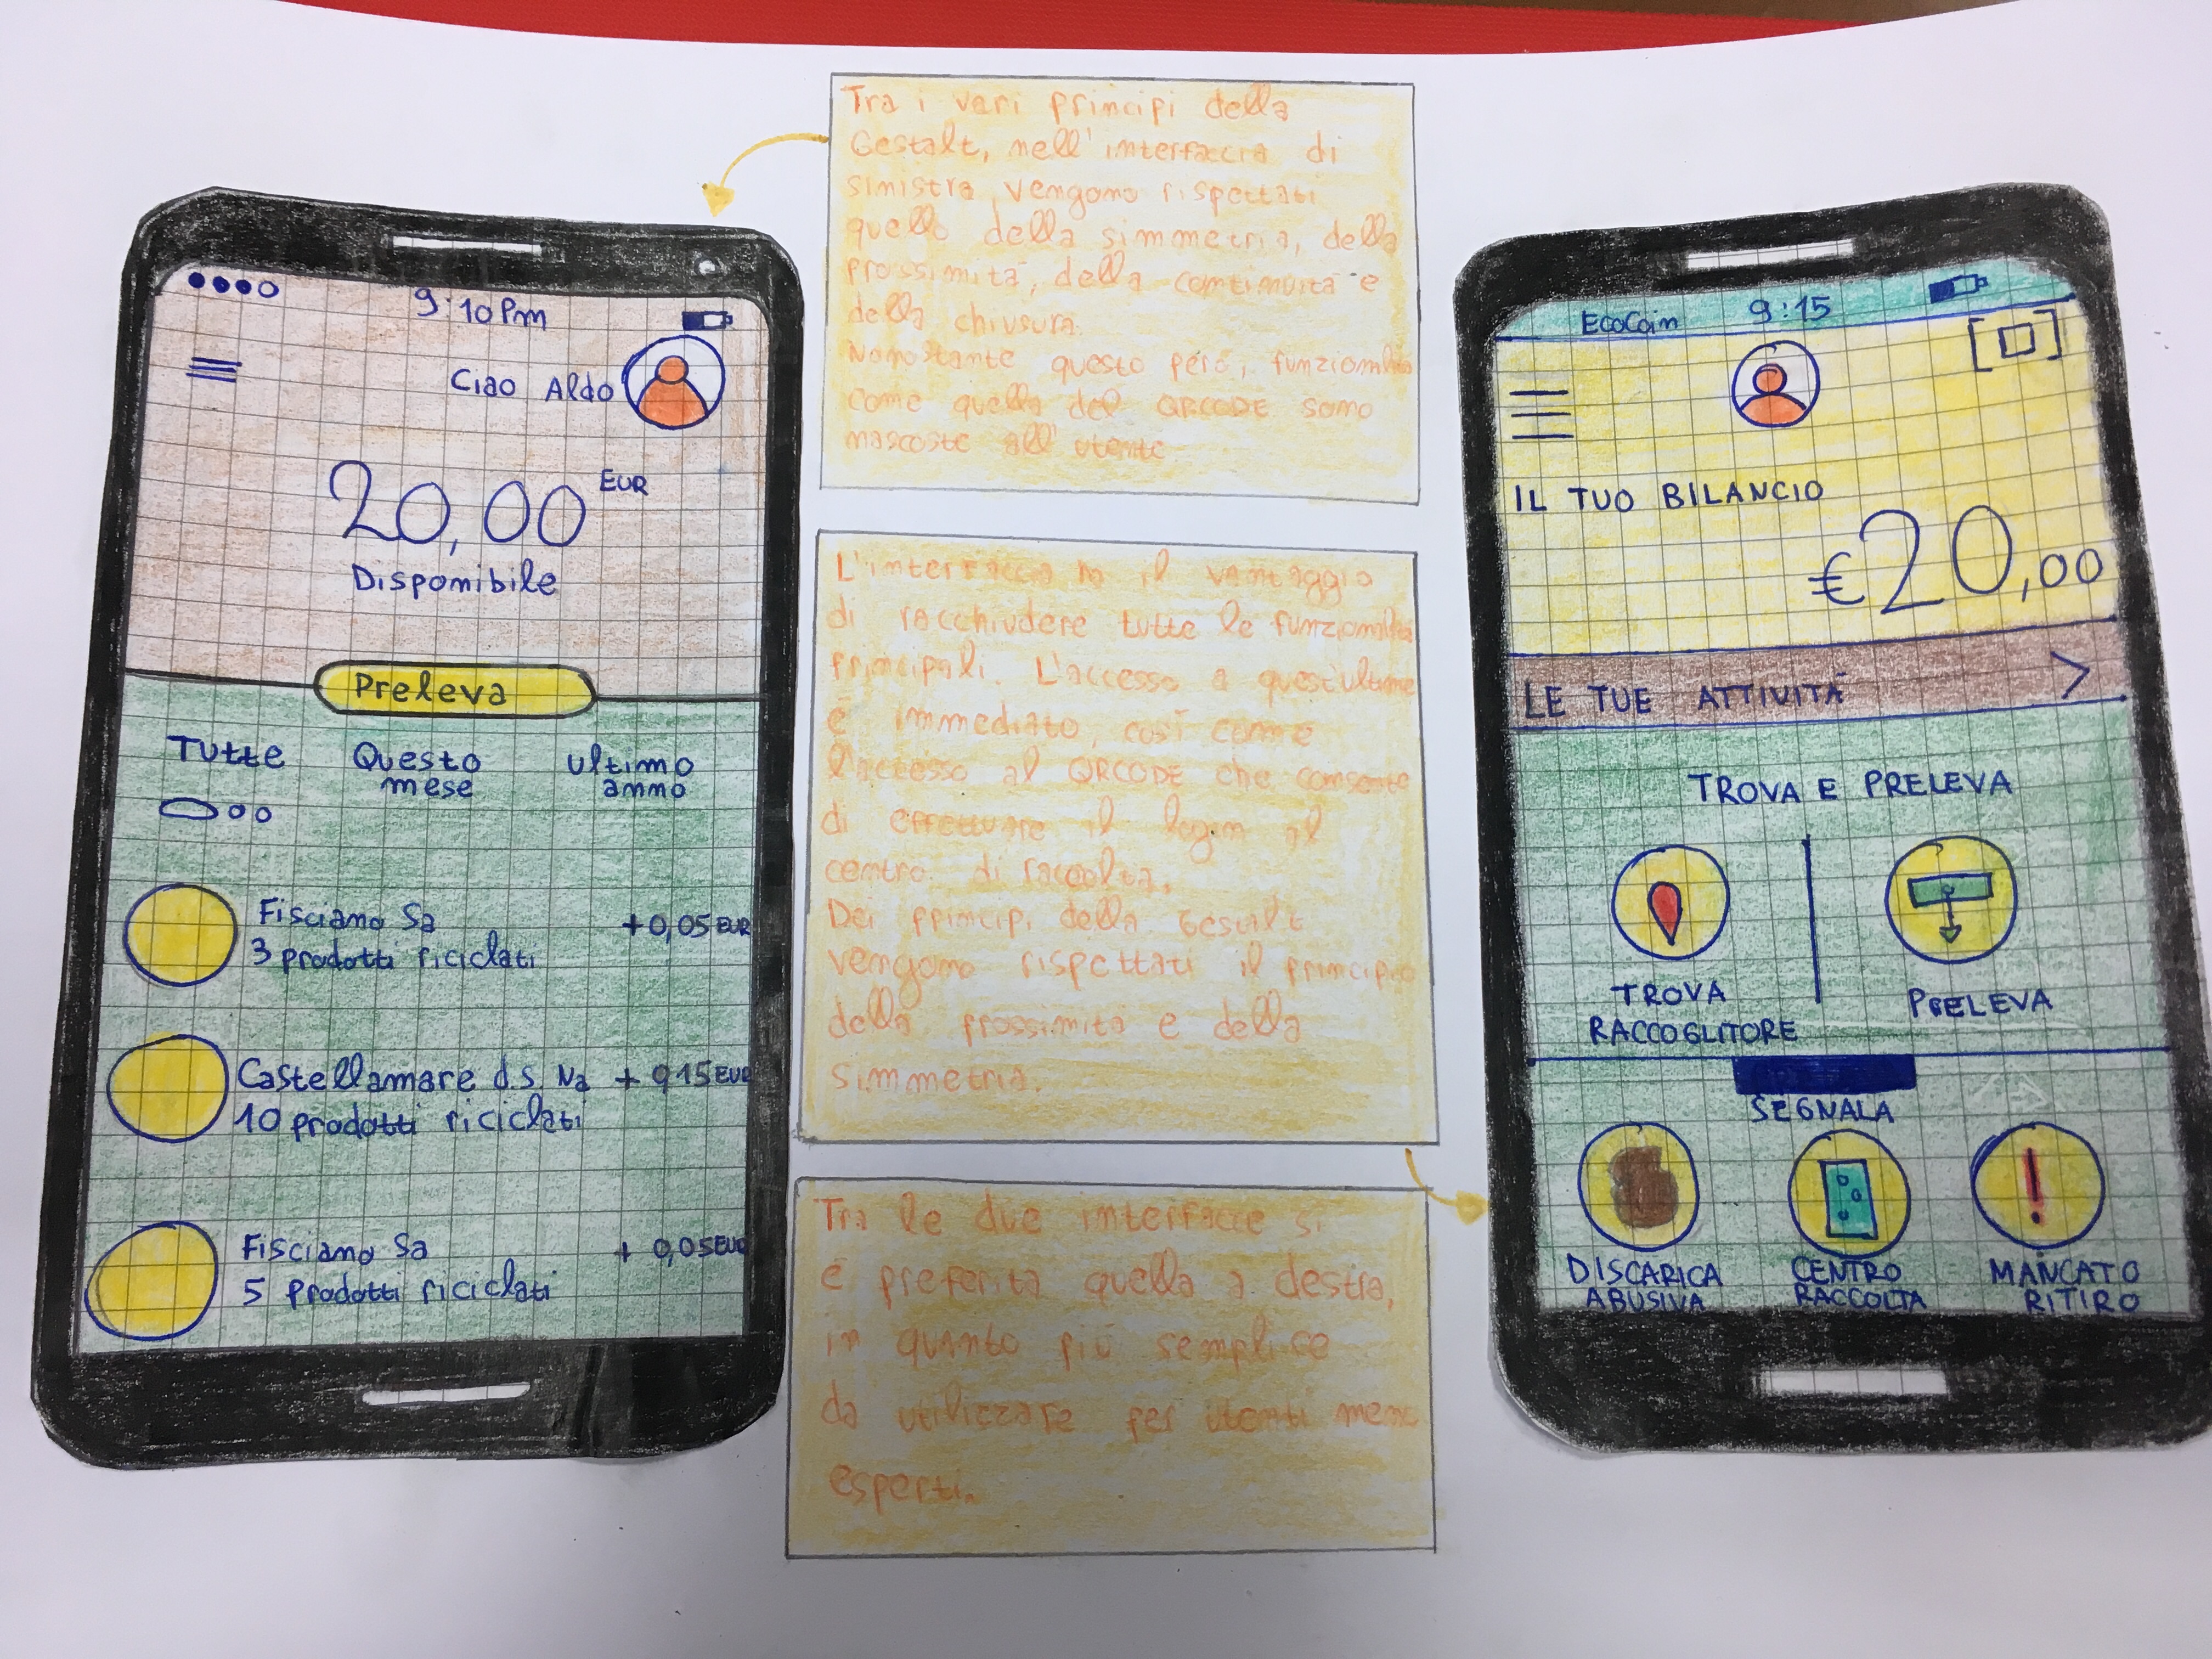 9:10 Pm
Ciao Aldo
20,00 EUR
Disponibile
Preleva
Tutte Questo mese Ultimo anno
Fisciano Sa +0,05 EUR
3 prodotti riciclati
Castellamare d.S. Na + 0,15 EUR
10 prodotti riciclati
Fisciano Sa + 0,05 EUR
5 prodotti riciclati
Tra i vari principi della
Gestalt, nell'interfaccia di
sinistra, vengono rispettati
quello della simmetria, della
prossimità, della continuità e
della chiusura.
Nonostante questo però, funzionalità
come quella del QRCODE sono
nascoste all'utente
L'interfaccia ha il vantaggio
di racchiudere tutte le funzionalità
principali. L'accesso a quest'ultime
è immediato, così come
l'accesso al QRCODE che consente
di effettuare il login al
centro di raccolta.
Dei principi della Gestalt
vengono rispettati il principio
della prossimità e della
simmetria.
Tra le due interfacce si
è preferita quella a destra,
in quanto più semplice
da utilizzare per utenti meno
esperti.
EcoCoin 9:15
IL TUO BILANCIO
€20,00
LE TUE ATTIVITÀ >
TROVA E PRELEVA
TROVA
RACCOGLITORE
PRELEVA
SEGNALA
DISCARICA
ABUSIVA
CENTRO
RACCOLTA
MANCATO
RITIRO